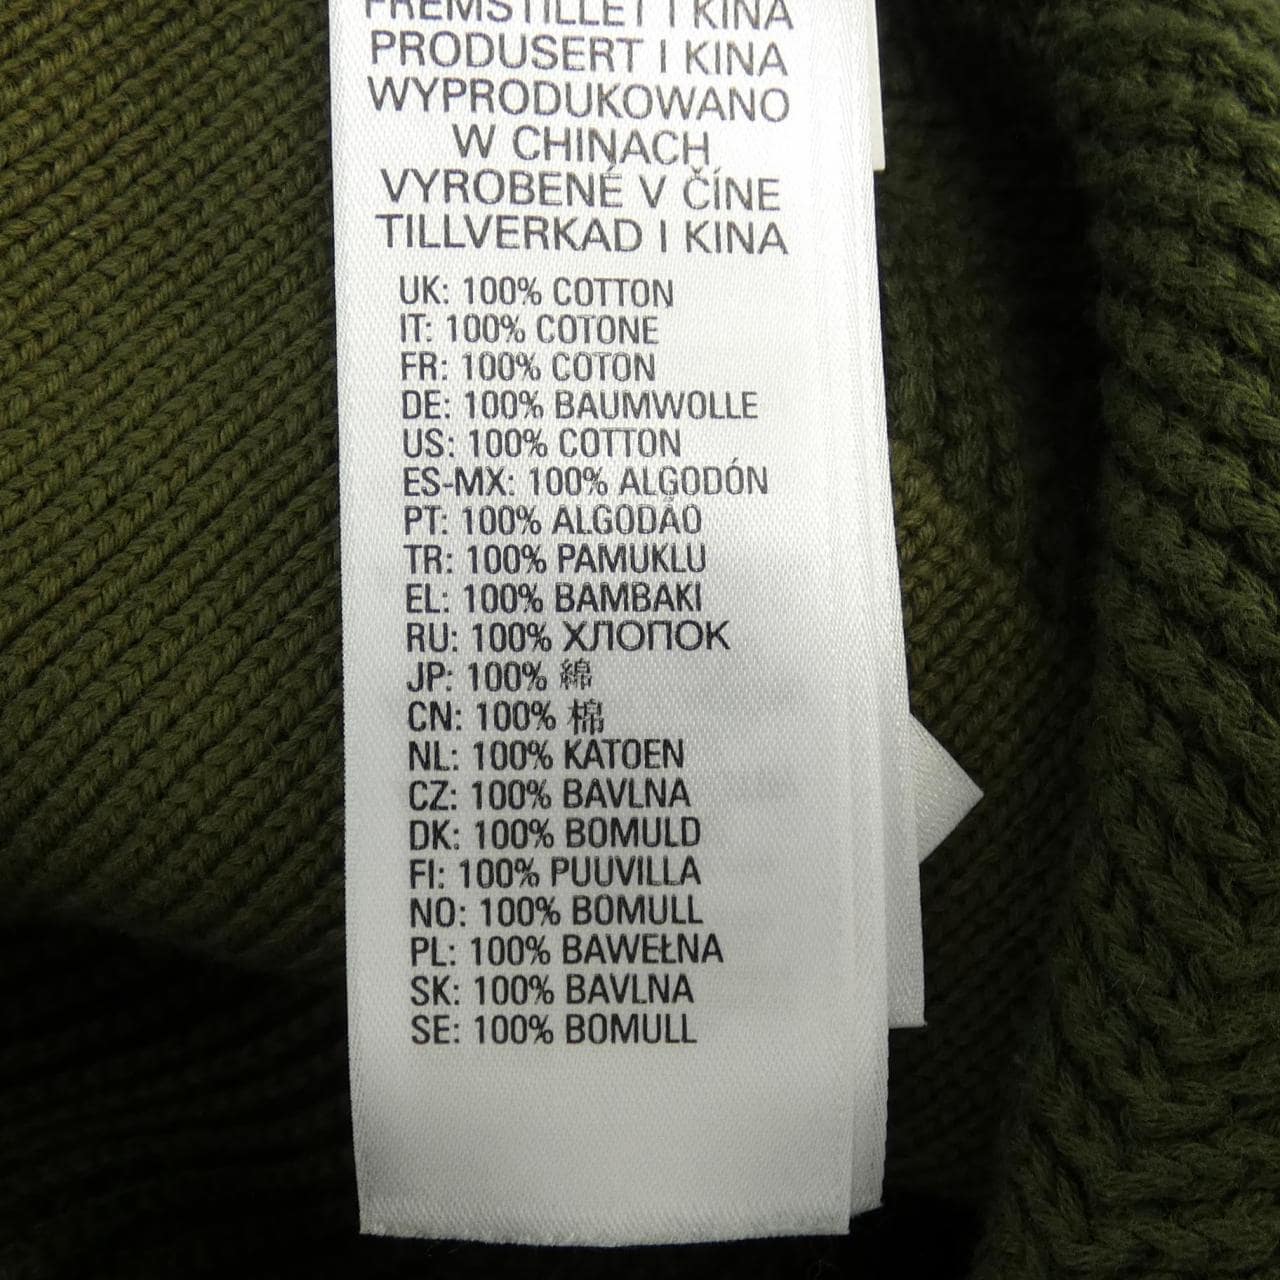 FREMSTILLET I KINA
PRODUSERT I KINA
WYPRODUKOWANO
W CHINACH
VYROBENÉ V ČÍNE
TILLVERKAD I KINA
UK: 100% COTTON
IT: 100% COTONE
FR: 100% COTON
DE: 100% BAUMWOLLE
US: 100% COTTON
ES-MX: 100% ALGODÓN
PT: 100% ALGODÃO
TR: 100% PAMUKLU
EL: 100% BAMBAKI
RU: 100% ХЛОПОК
JP: 100% 綿
CN: 100% 棉
NL: 100% KATOEN
CZ: 100% BAVLNA
DK: 100% BOMULD
FI: 100% PUUVILLA
NO: 100% BOMULL
PL: 100% BAWEŁNA
SK: 100% BAVLNA
SE: 100% BOMULL